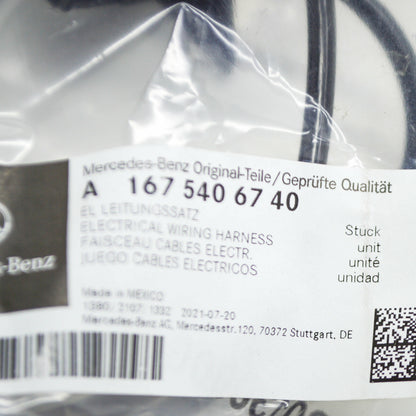 Mercedes-Benz Original-Teile/Geprüfte Qualität
A 167 540 67 40
EL LEITUNGSSATZ
ELECTRICAL WIRING HARNESS
FAISCEAU CABLES ELECTR.
JUEGO CABLES ELECTRICOS
Stuck
unit
unité
unidad
s-Benz
Made in MEXICO
1380/ 2107/ 1332 2021-07-20
Mercedes-Benz AG, Mercedesstr.120, 70372 Stuttgart, DE